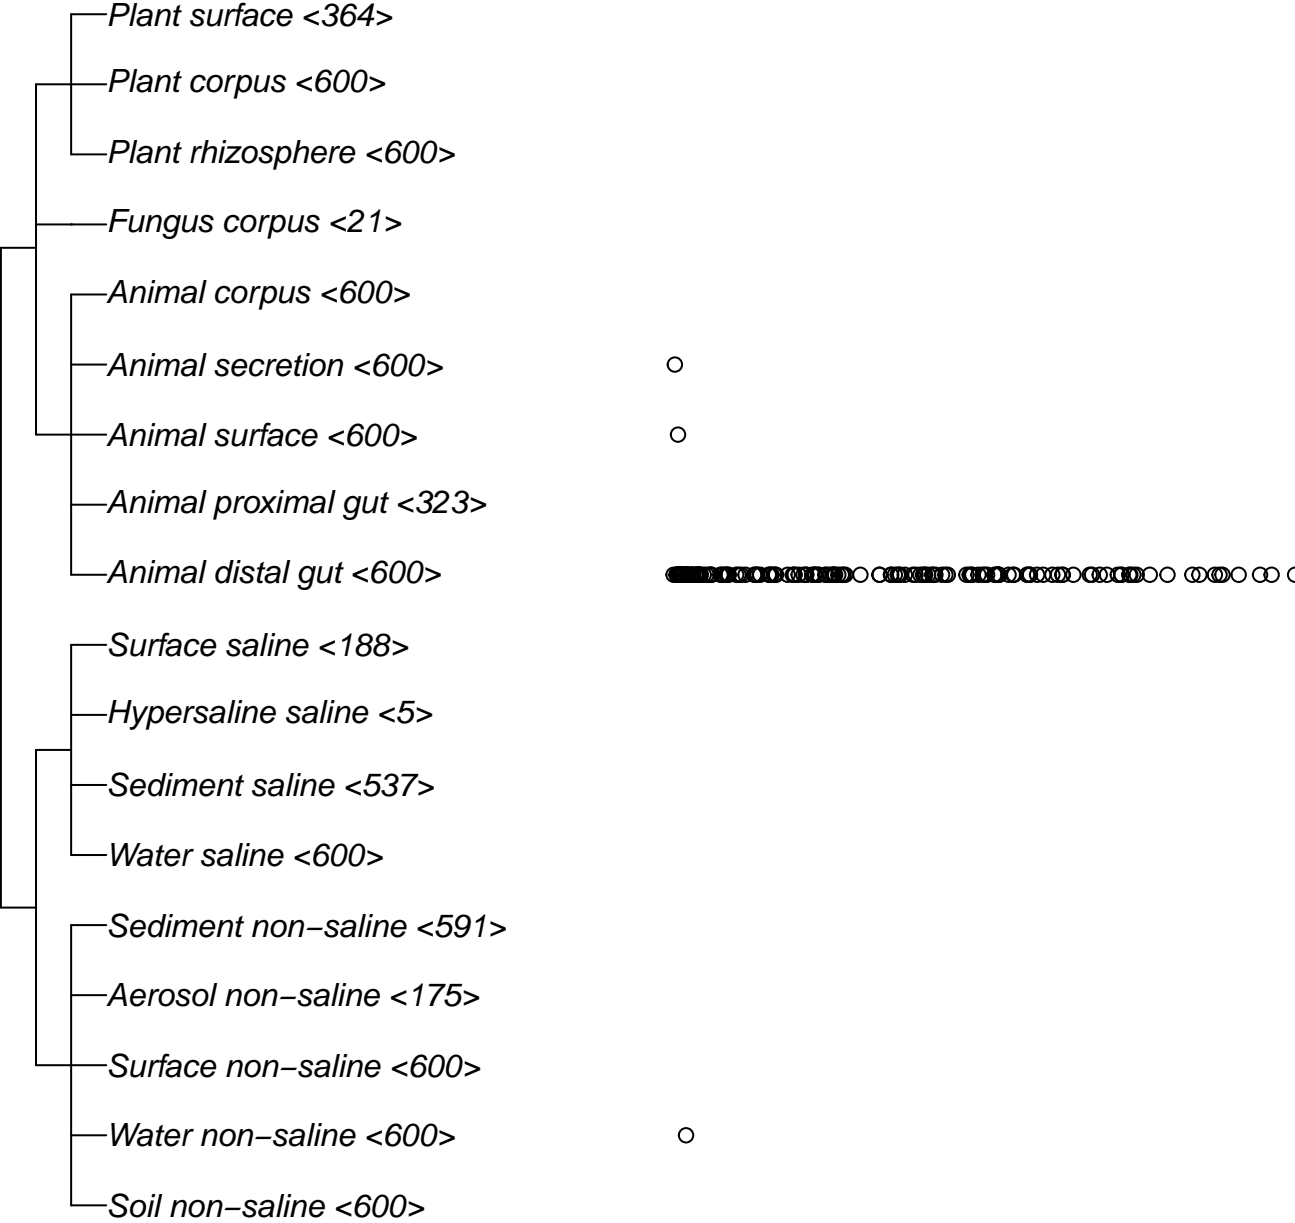 Plant surface <364>
Plant corpus <600>
Plant rhizosphere <600>
Fungus corpus <21>
Animal corpus <600>
Animal secretion <600>
Animal surface <600>
Animal proximal gut <323>
Animal distal gut <600>
Surface saline <188>
Hypersaline saline <5>
Sediment saline <537>
Water saline <600>
Sediment non−saline <591>
Aerosol non−saline <175>
Surface non−saline <600>
Water non−saline <600>
Soil non−saline <600>